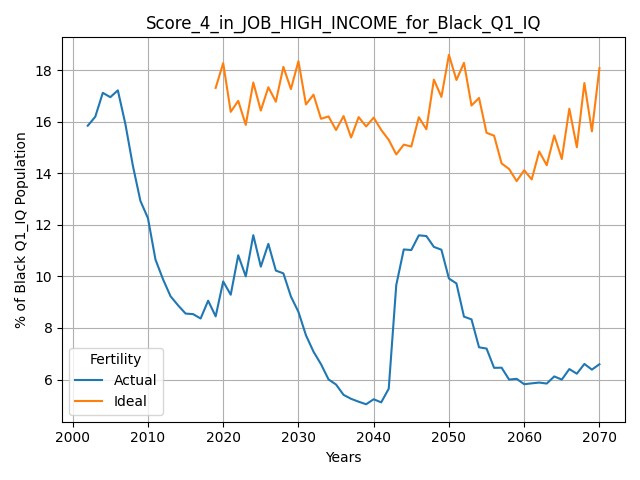 Score_4_in_JOB_HIGH_INCOME_for_Black_Q1_IQ
% of Black Q1_IQ Population
18
16
14
12
10
8
6
Fertility
Actual
Ideal
2000 2010 2020 2030 2040 2050 2060 2070
Years